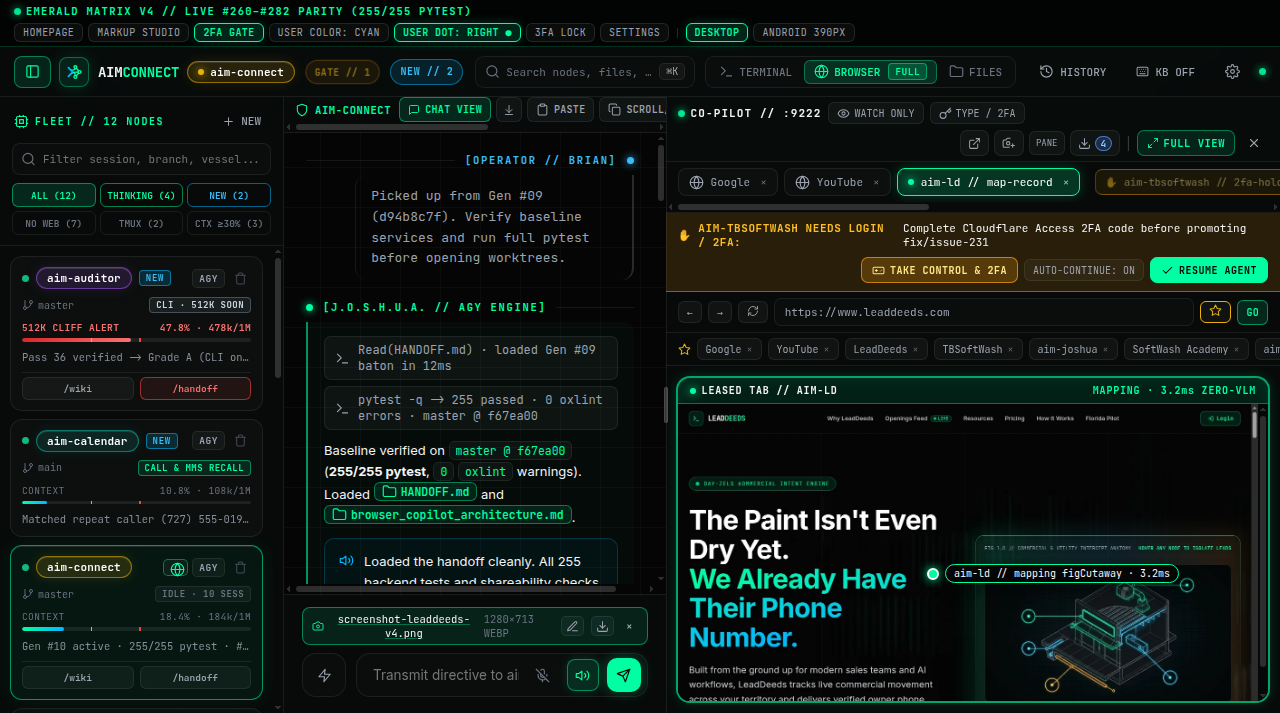 EMERALD MATRIX V4 // LIVE #260–#282 PARITY (255/255 PYTEST)
HOMEPAGE MARKUP STUDIO 2FA GATE USER COLOR: CYAN USER DOT: RIGHT ● 3FA LOCK SETTINGS DESKTOP ANDROID 390PX
AIMCONNECT aim-connect GATE // 1 NEW // 2 Search nodes, files, … ⌘K TERMINAL BROWSER FULL FILES HISTORY KB OFF
FLEET // 12 NODES + NEW
Filter session, branch, vessel...
ALL (12) THINKING (4) NEW (2)
NO WEB (7) TMUX (2) CTX ≥30% (3)
aim-auditor NEW AGY
master CLI · 512K SOON
512K CLIFF ALERT 47.8% · 478k/1M
Pass 36 verified → Grade A (CLI on…
/wiki /handoff
aim-calendar NEW AGY
main CALL & MMS RECALL
CONTEXT 10.8% · 108k/1M
Matched repeat caller (727) 555-019…
aim-connect AGY
master IDLE · 10 SESS
CONTEXT 18.4% · 184k/1M
Gen #10 active · 255/255 pytest · #…
/wiki /handoff
AIM-CONNECT CHAT VIEW PASTE SCROLL
[OPERATOR // BRIAN]
Picked up from Gen #09
(d94b8c7f). Verify baseline
services and run full pytest
before opening worktrees.
[J.O.S.H.U.A. // AGY ENGINE]
Read(HANDOFF.md) · loaded Gen #09
baton in 12ms
pytest -q → 255 passed · 0 oxlint
errors · master @ f67ea00
Baseline verified on master @ f67ea00
(255/255 pytest, 0 oxlint warnings).
Loaded HANDOFF.md and
browser_copilot_architecture.md.
Loaded the handoff cleanly. All 255
backend tests and shareability checks
screenshot-leaddeeds-
v4.png
1280×713
WEBP
×
Transmit directive to ai
CO-PILOT // :9222 WATCH ONLY TYPE / 2FA
PANE 4 FULL VIEW ×
Google × YouTube × aim-ld // map-record × aim-tbsoftwash // 2fa-hold
AIM-TBSOFTWASH NEEDS LOGIN
/ 2FA:
Complete Cloudflare Access 2FA code before promoting
fix/issue-231
TAKE CONTROL & 2FA AUTO-CONTINUE: ON RESUME AGENT
← → https://www.leaddeeds.com GO
Google × YouTube × LeadDeeds × TBSoftWash × aim-joshua × SoftWash Academy ×
LEASED TAB // AIM-LD MAPPING · 3.2ms ZERO-VLM
LEADDEEDS Why LeadDeeds Openings Feed LIVE Resources Pricing How It Works Florida Pilot Login
The Paint Isn't Even
Dry Yet.
We Already Have
Their Phone
Number.
aim-ld // mapping figCutaway · 3.2ms
Built from the ground up for modern sales teams and AI
workflows, LeadDeeds tracks live commercial movement
across your territory and delivers verified owner phone